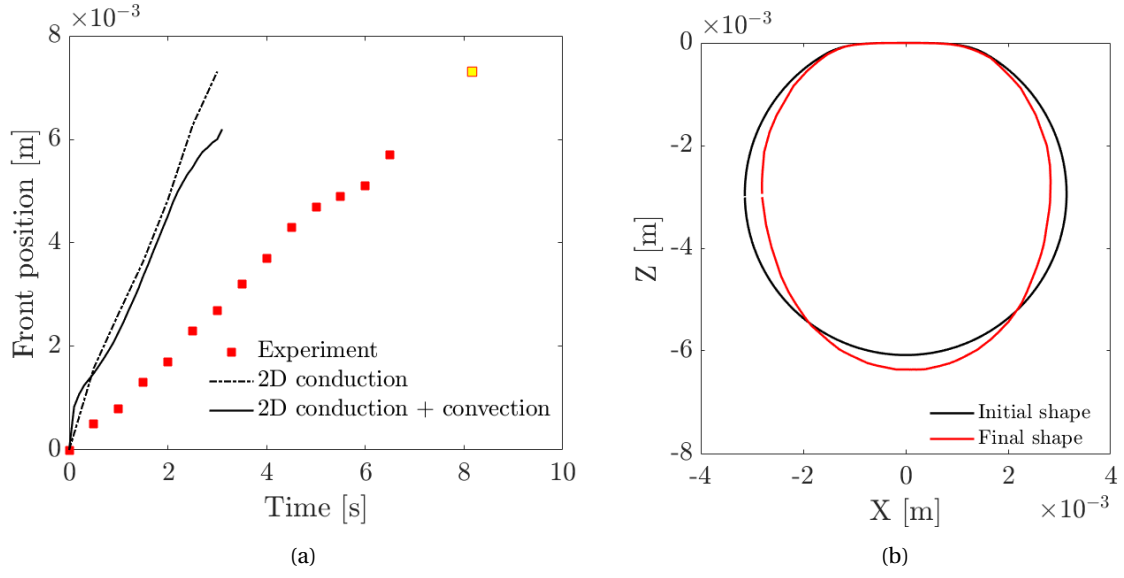 ×10⁻³
8
6
4
2
0
Front position [m]
Experiment
2D conduction
2D conduction + convection
0 2 4 6 8 10
Time [s]
(a)
×10⁻³
0
-2
-4
-6
-8
Z [m]
Initial shape
Final shape
-4 -2 0 2 4
X [m] ×10⁻³
(b)